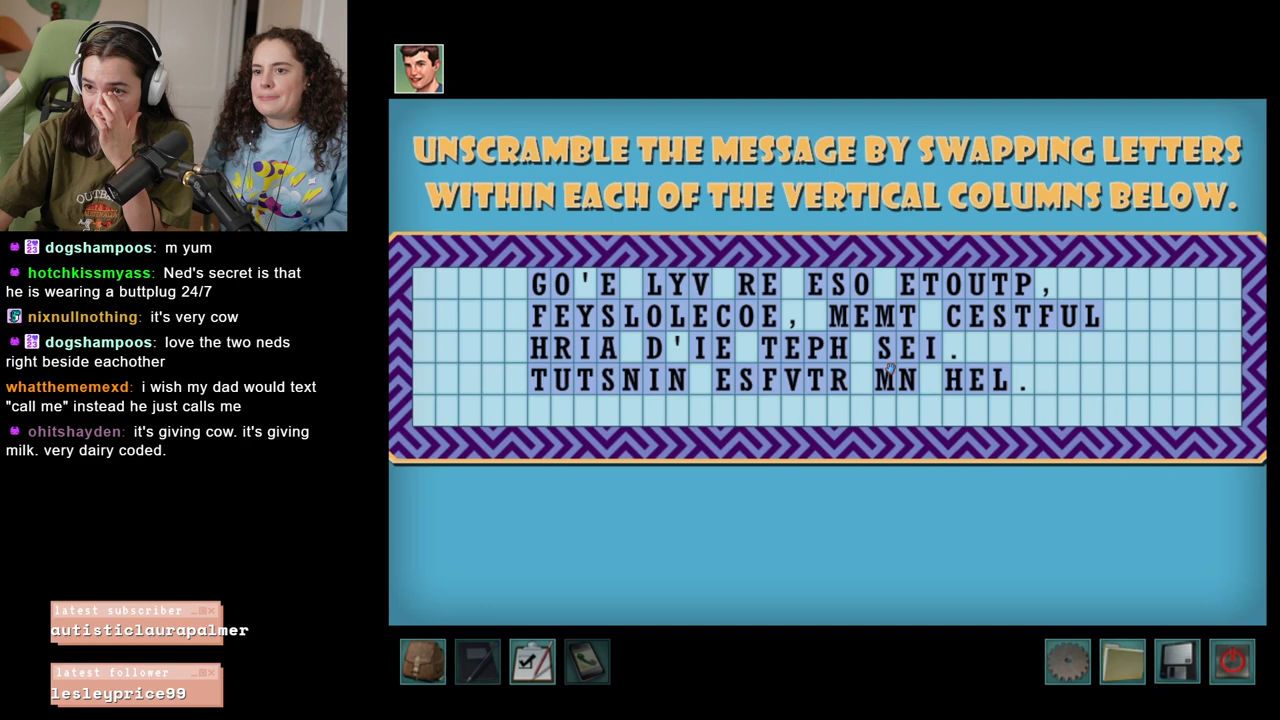 UNSCRAMBLE THE MESSAGE BY SWAPPING LETTERS
WITHIN EACH OF THE VERTICAL COLUMNS BELOW.
GO'E LYV RE ESO ETOUTP,
FEYSLOLECOE, MEMT CESTFUL
HRIA D'IE TEPH SEI.
TUTSNIN ESFVTR MN HEL.
dogshampoos: m yum
hotchkissmyass: Ned's secret is that
he is wearing a buttplug 24/7
nixnullnothing: it's very cow
dogshampoos: love the two neds
right beside eachother
whatthememexd: i wish my dad would text
"call me" instead he just calls me
ohitshayden: it's giving cow. it's giving
milk. very dairy coded.
latest subscriber
autisticlaurapalmer
latest follower
lesleyprice99